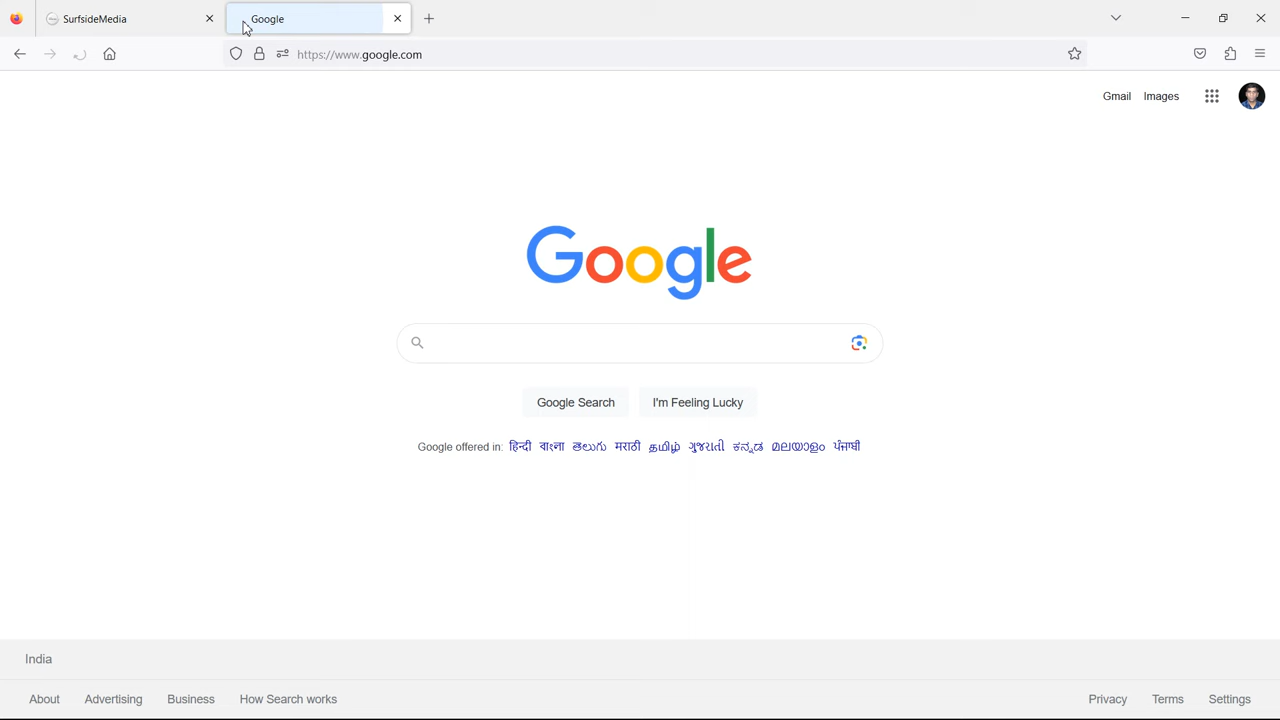 SurfsideMedia
Google
https://www.google.com
Gmail Images
Google
Google Search I'm Feeling Lucky
Google offered in: हिन्दी বাংলা తెలుగు मराठी தமிழ் ગુજરાતી ಕನ್ನಡ മലയാളം ਪੰਜਾਬੀ
India
About Advertising Business How Search works Privacy Terms Settings